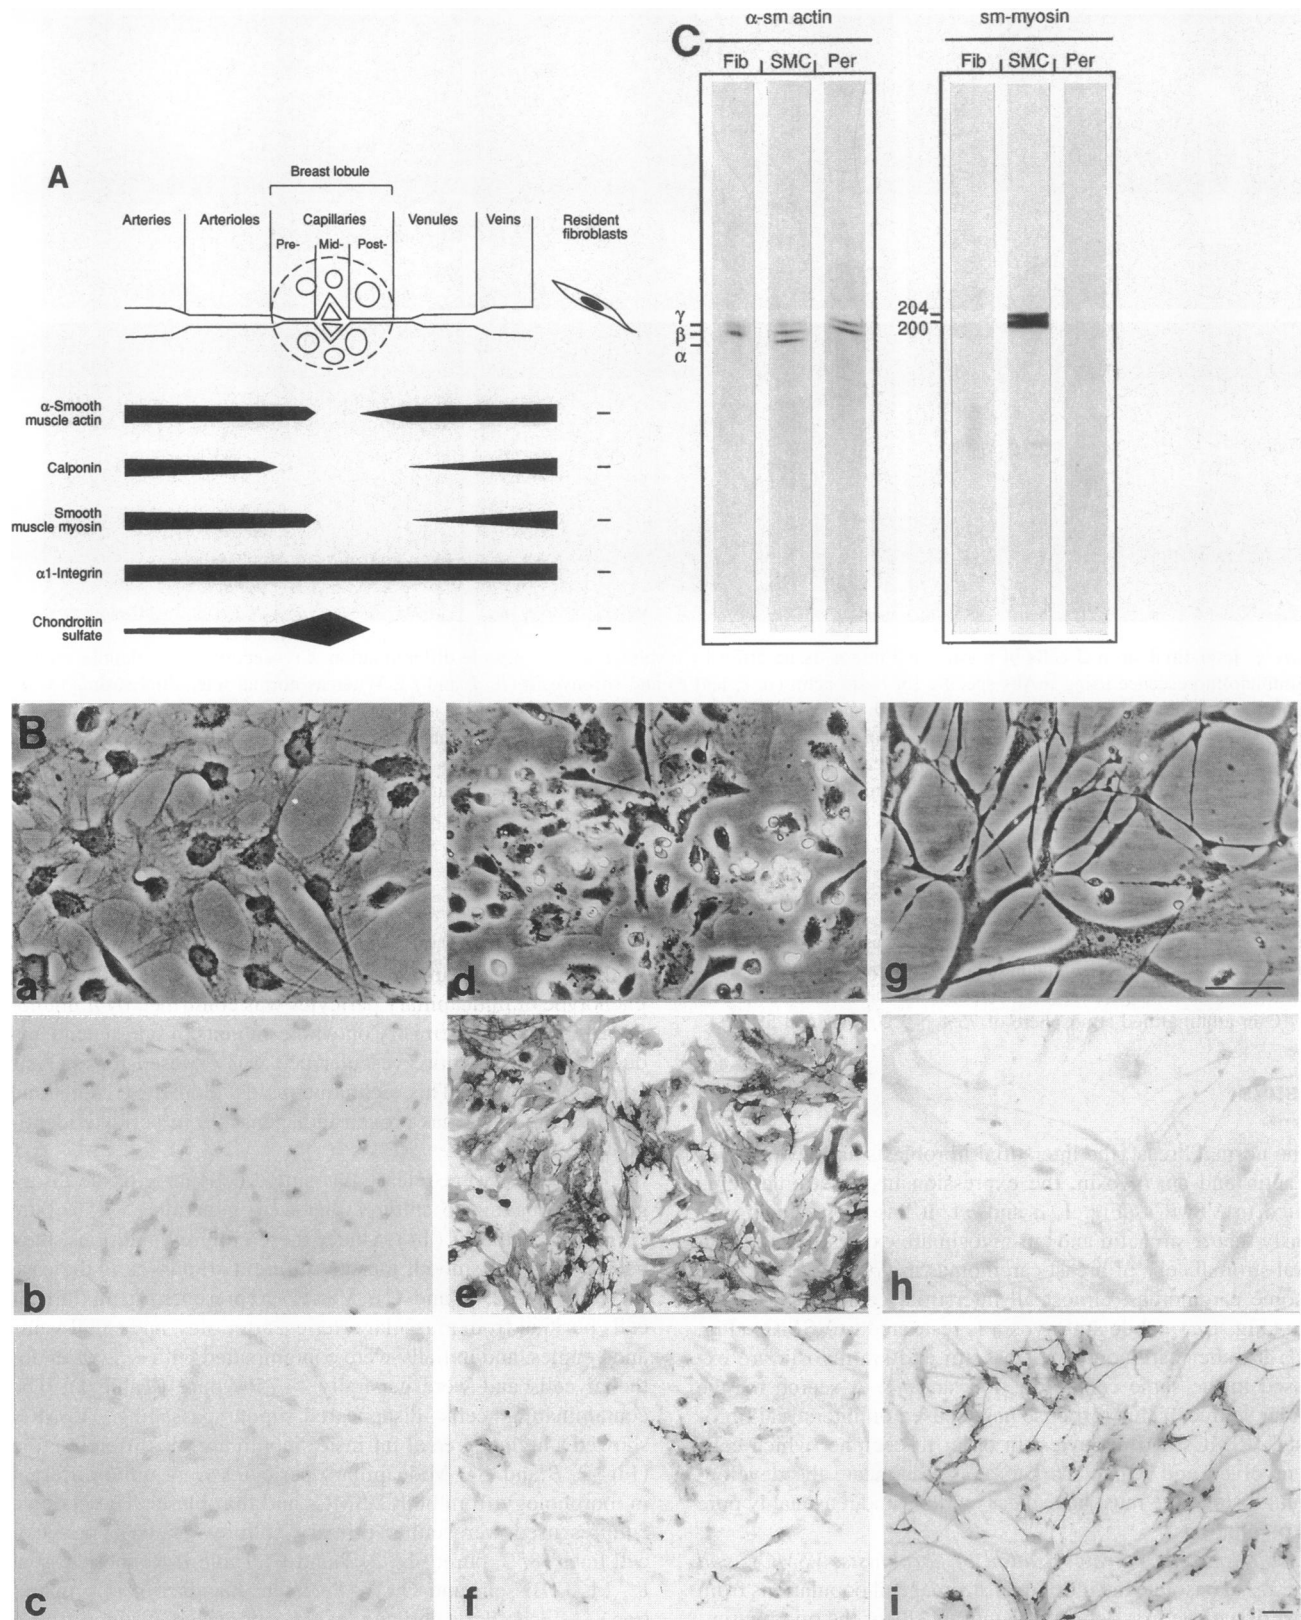 A
Breast lobule
Arteries
Arterioles
Capillaries
Venules
Veins
Resident
fibroblasts
Pre-
Mid-
Post-
α-Smooth
muscle actin
–
Calponin
–
Smooth
muscle myosin
–
α1-Integrin
–
Chondroitin
sulfate
–
C
α-sm actin
Fib SMC Per
γ
β
α
sm-myosin
Fib SMC Per
204
200
B
a
d
g
b
e
h
c
f
i